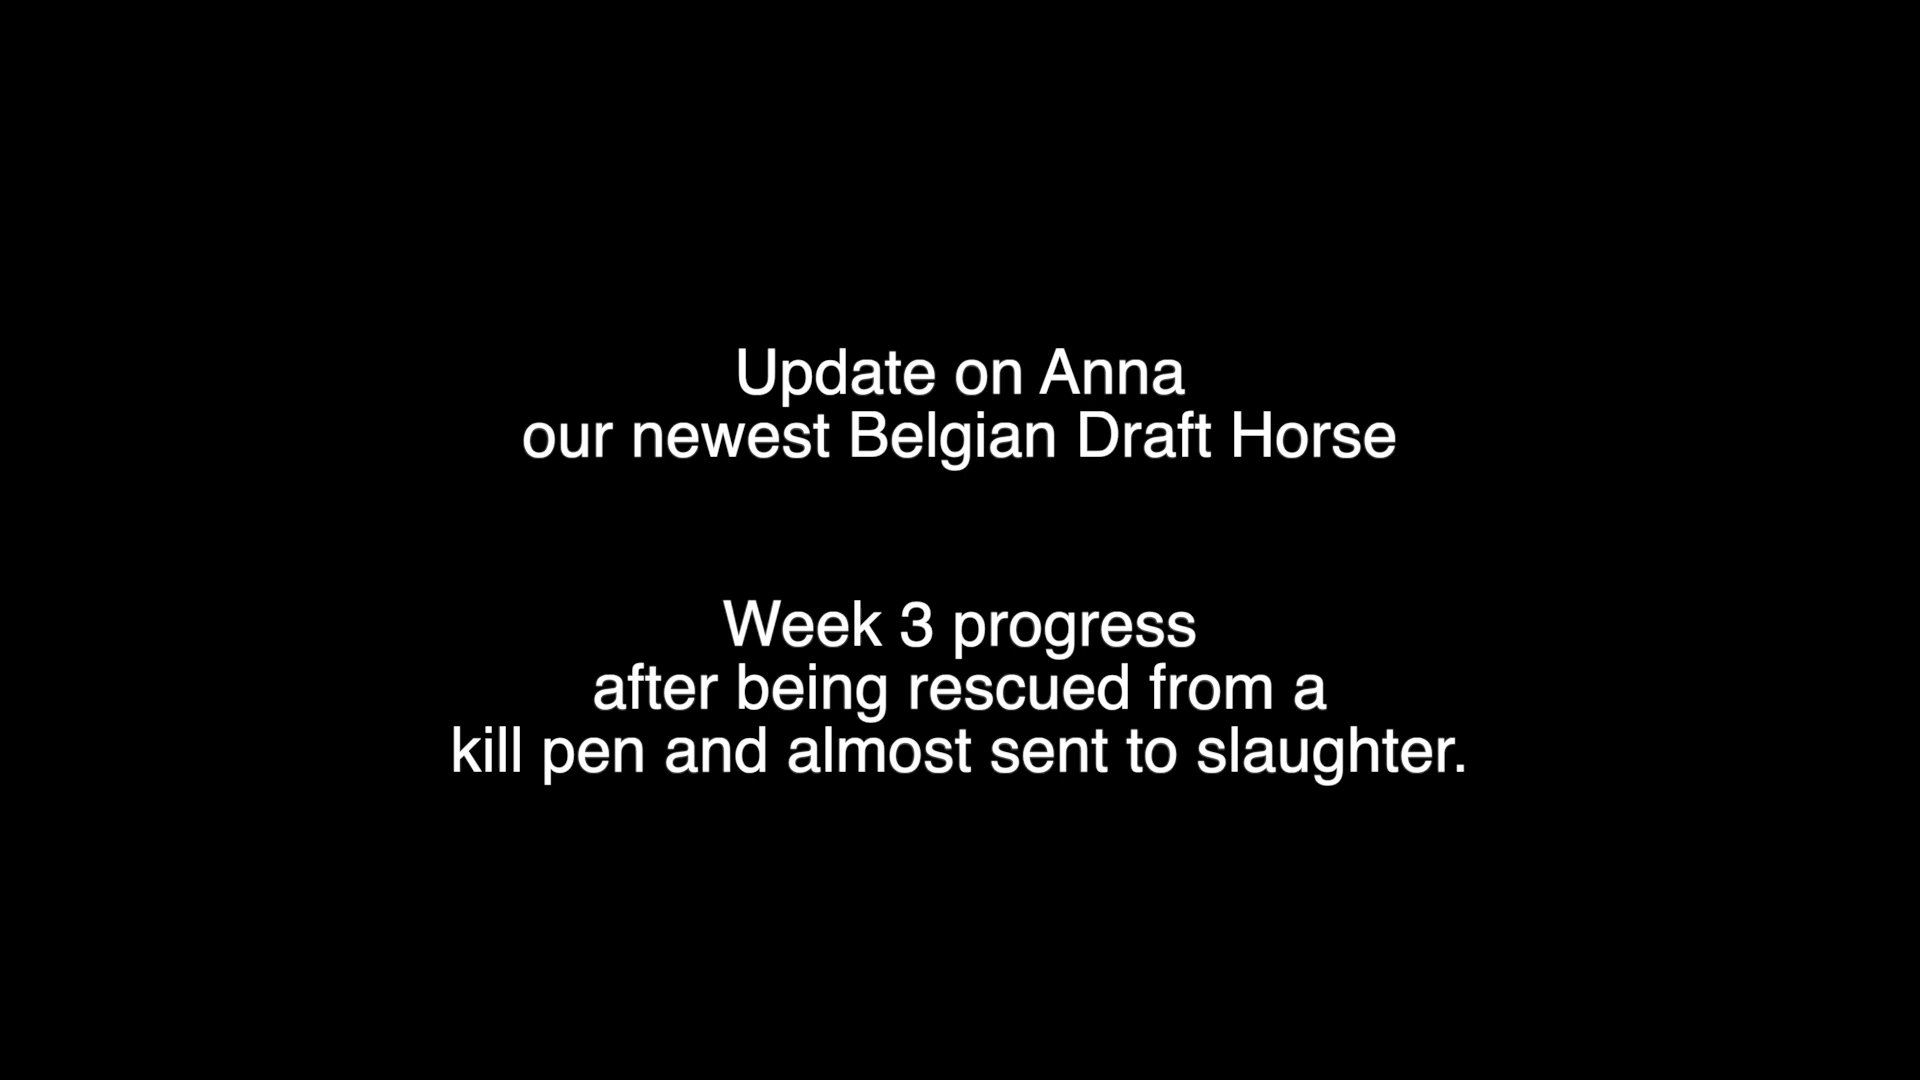 Update on Anna
our newest Belgian Draft Horse
Week 3 progress
after being rescued from a
kill pen and almost sent to slaughter.